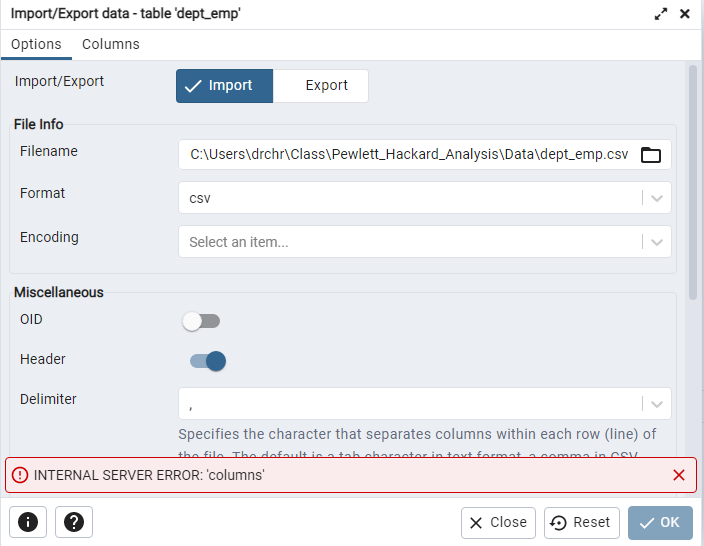 Import/Export data - table 'dept_emp'
Options Columns
Import/Export Import Export
File Info
Filename C:\Users\drchr\Class\Pewlett_Hackard_Analysis\Data\dept_emp.csv
Format csv
Encoding Select an item...
Miscellaneous
OID
Header
Delimiter ,
Specifies the character that separates columns within each row (line) of
the file. The default is a tab character in text format, a comma in CSV
INTERNAL SERVER ERROR: 'columns'
Close Reset OK